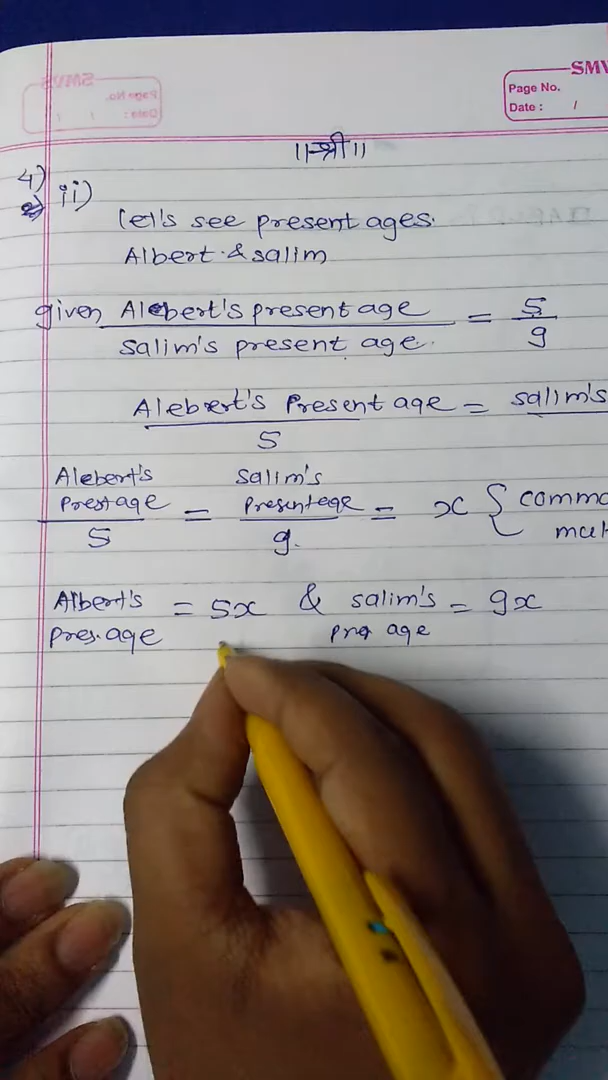 SMV
Page No.
Date : /
॥श्री॥
4)
ii)
let's see present ages.
Albert & salim
given Alebert's present age / salim's present age. = 5/9
Alebert's Present age / 5 = salim's
Alebert's Prestage / 5 = salim's Presentage / 9. = x { commo mul
Albert's pres. age = 5x & salim's pre age = 9x